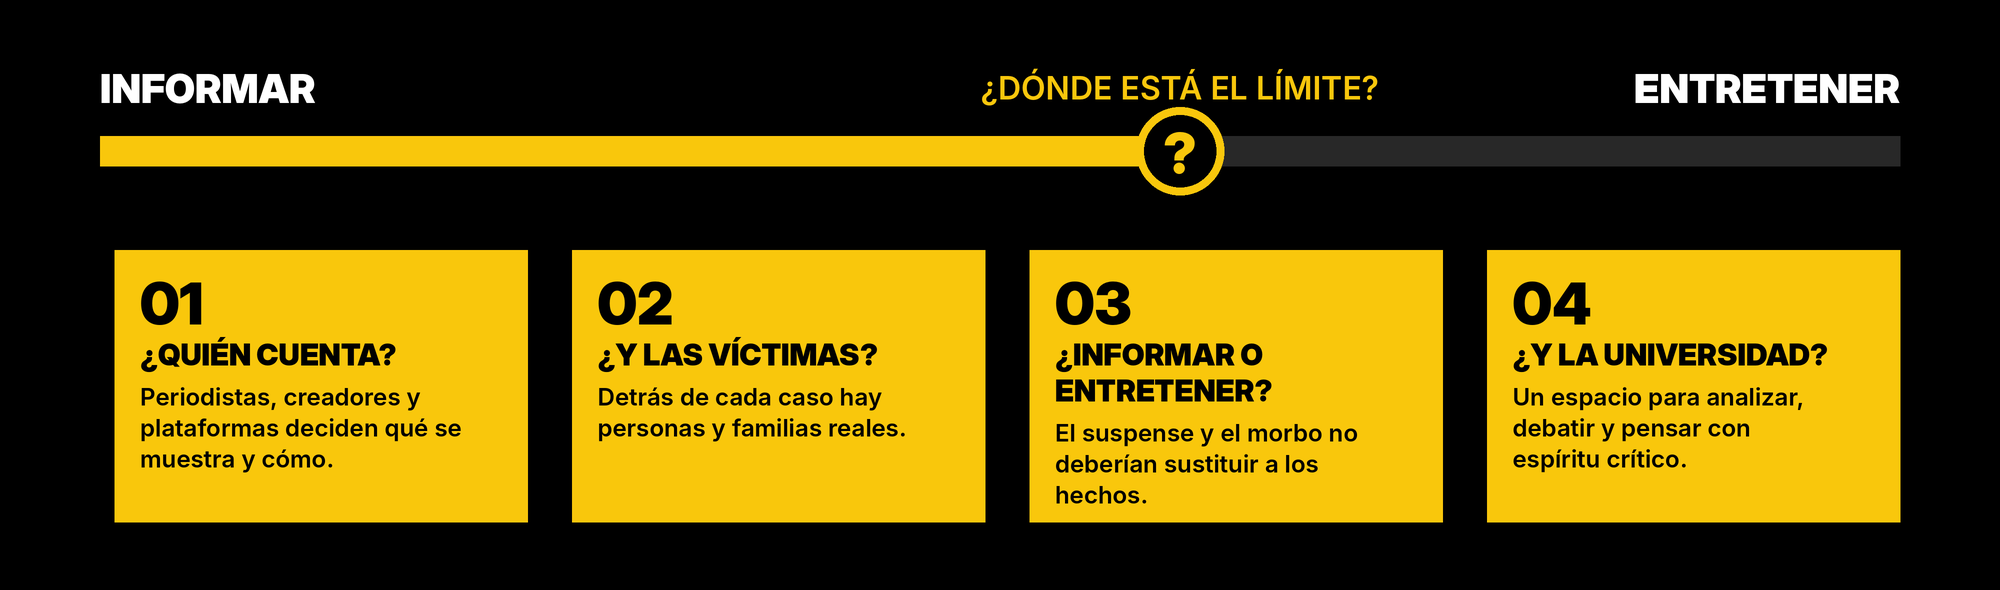 INFORMAR
¿DÓNDE ESTÁ EL LÍMITE?
ENTRETENER
?
01
¿QUIÉN CUENTA?
Periodistas, creadores y
plataformas deciden qué se
muestra y cómo.
02
¿Y LAS VÍCTIMAS?
Detrás de cada caso hay
personas y familias reales.
03
¿INFORMAR O
ENTRETENER?
El suspense y el morbo no
deberían sustituir a los
hechos.
04
¿Y LA UNIVERSIDAD?
Un espacio para analizar,
debatir y pensar con
espíritu crítico.